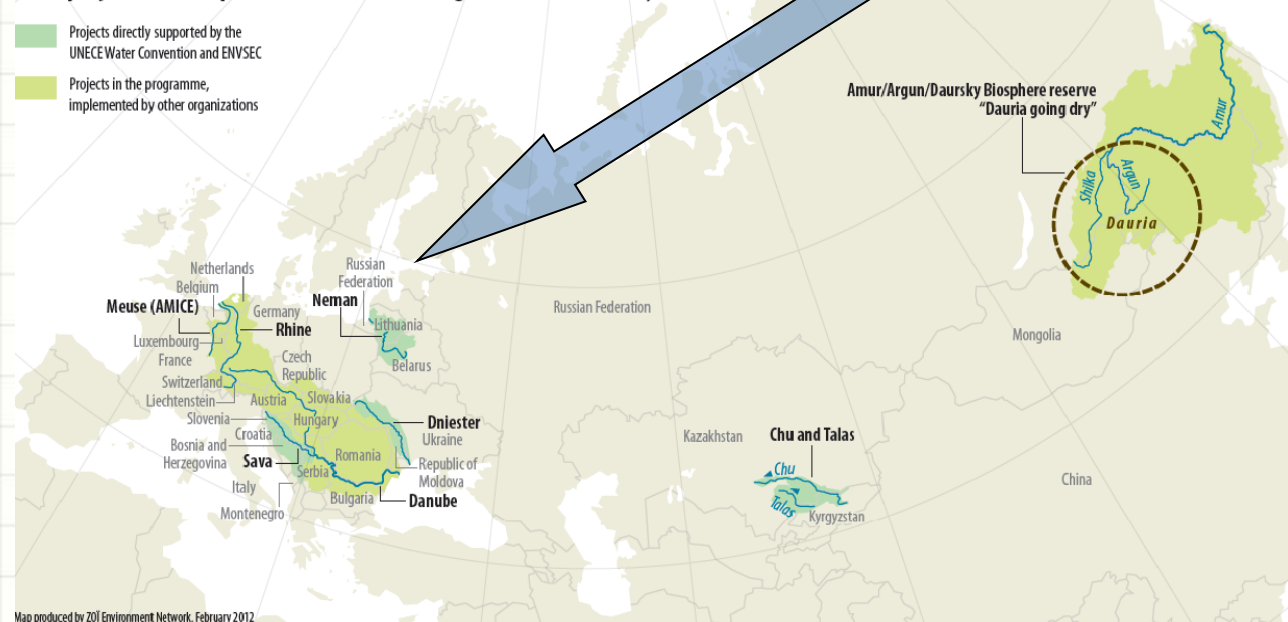 Projects directly supported by the
UNECE Water Convention and ENVSEC
Projects in the programme,
implemented by other organizations
Amur/Argun/Daursky Biosphere reserve
“Dauria going dry”
Amur
Argun
Shilka
Dauria
Netherlands
Belgium
Meuse (AMICE)
Germany
Rhine
Luxembourg
France
Czech
Republic
Switzerland
Liechtenstein
Austria
Slovakia
Slovenia
Hungary
Croatia
Bosnia and
Herzegovina
Sava
Serbia
Romania
Italy
Montenegro
Bulgaria
Danube
Russian
Federation
Neman
Lithuania
Belarus
Dniester
Ukraine
Republic of
Moldova
Russian Federation
Kazakhstan
Chu and Talas
Chu
Talas
Kyrgyzstan
Mongolia
China
Map produced by ZOÏ Environment Network, February 2012